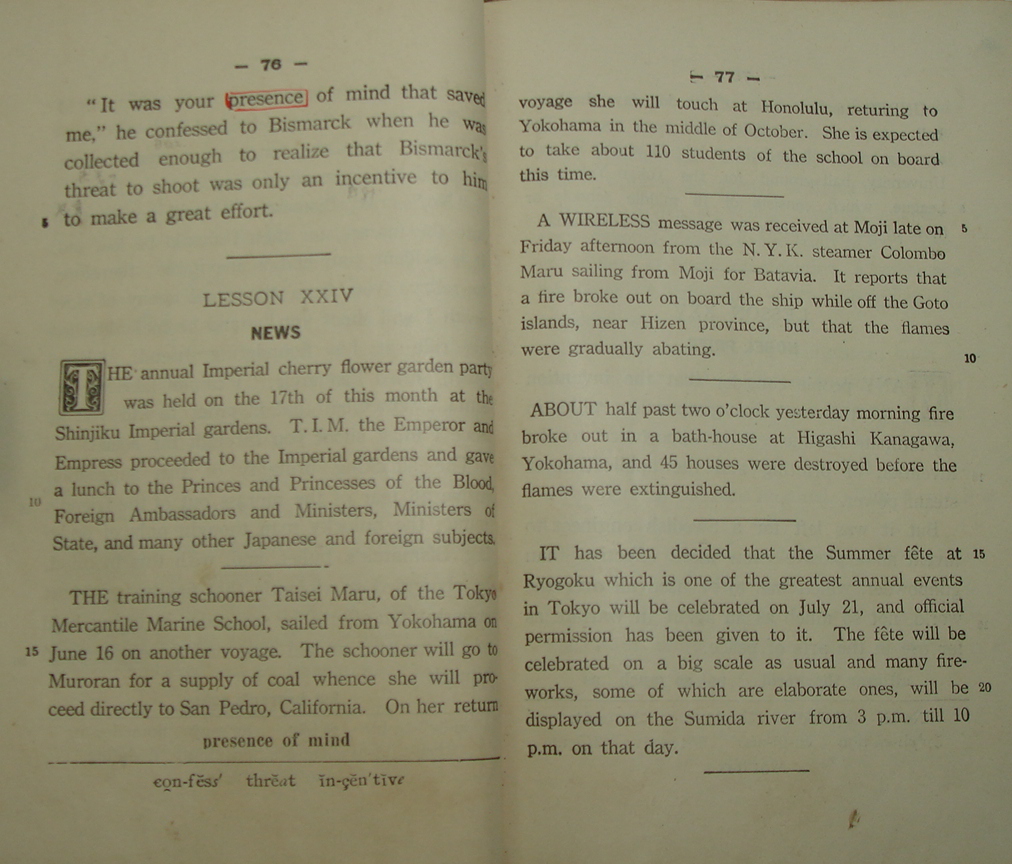 — 76 —
"It was your presence of mind that saved
me," he confessed to Bismarck when he was
collected enough to realize that Bismarck's
threat to shoot was only an incentive to him
5 to make a great effort.
LESSON XXIV
NEWS
THE annual Imperial cherry flower garden party
was held on the 17th of this month at the
Shinjiku Imperial gardens. T. I. M. the Emperor and
Empress proceeded to the Imperial gardens and gave
a lunch to the Princes and Princesses of the Blood,
10 Foreign Ambassadors and Ministers, Ministers of
State, and many other Japanese and foreign subjects.
THE training schooner Taisei Maru, of the Tokyo
Mercantile Marine School, sailed from Yokohama on
15 June 16 on another voyage. The schooner will go to
Muroran for a supply of coal whence she will pro-
ceed directly to San Pedro, California. On her return
presence of mind
con-fĕss′ thrĕat ĭn-çĕn′tĭve
— 77 —
voyage she will touch at Honolulu, returing to
Yokohama in the middle of October. She is expected
to take about 110 students of the school on board
this time.
A WIRELESS message was received at Moji late on 5
Friday afternoon from the N. Y. K. steamer Colombo
Maru sailing from Moji for Batavia. It reports that
a fire broke out on board the ship while off the Goto
islands, near Hizen province, but that the flames
were gradually abating. 10
ABOUT half past two o'clock yesterday morning fire
broke out in a bath-house at Higashi Kanagawa,
Yokohama, and 45 houses were destroyed before the
flames were extinguished.
IT has been decided that the Summer fête at 15
Ryogoku which is one of the greatest annual events
in Tokyo will be celebrated on July 21, and official
permission has been given to it. The fête will be
celebrated on a big scale as usual and many fire-
works, some of which are elaborate ones, will be 20
displayed on the Sumida river from 3 p.m. till 10
p.m. on that day.